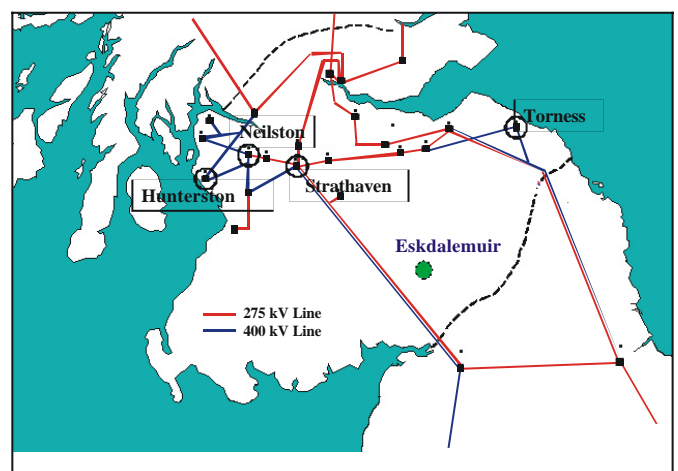 Torness
Neilston
Strathaven
Hunterston
Eskdalemuir
275 kV Line
400 kV Line